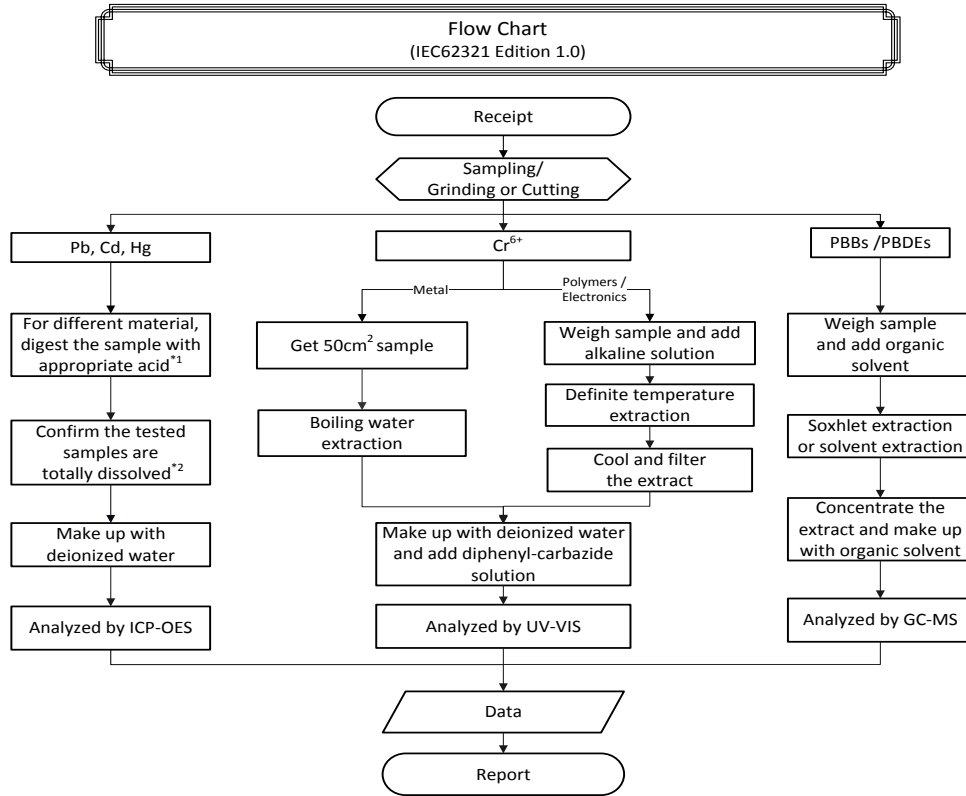 Flow Chart
(IEC62321 Edition 1.0)
Receipt
Sampling/
Grinding or Cutting
Pb, Cd, Hg
For different material,
digest the sample with
appropriate acid*1
Confirm the tested
samples are
totally dissolved*2
Make up with
deionized water
Analyzed by ICP-OES
Cr6+
Metal
Get 50cm2 sample
Boiling water
extraction
Polymers /
Electronics
Weigh sample and add
alkaline solution
Definite temperature
extraction
Cool and filter
the extract
Make up with deionized water
and add diphenyl-carbazide
solution
Analyzed by UV-VIS
PBBs /PBDEs
Weigh sample
and add organic
solvent
Soxhlet extraction
or solvent extraction
Concentrate the
extract and make up
with organic solvent
Analyzed by GC-MS
Data
Report